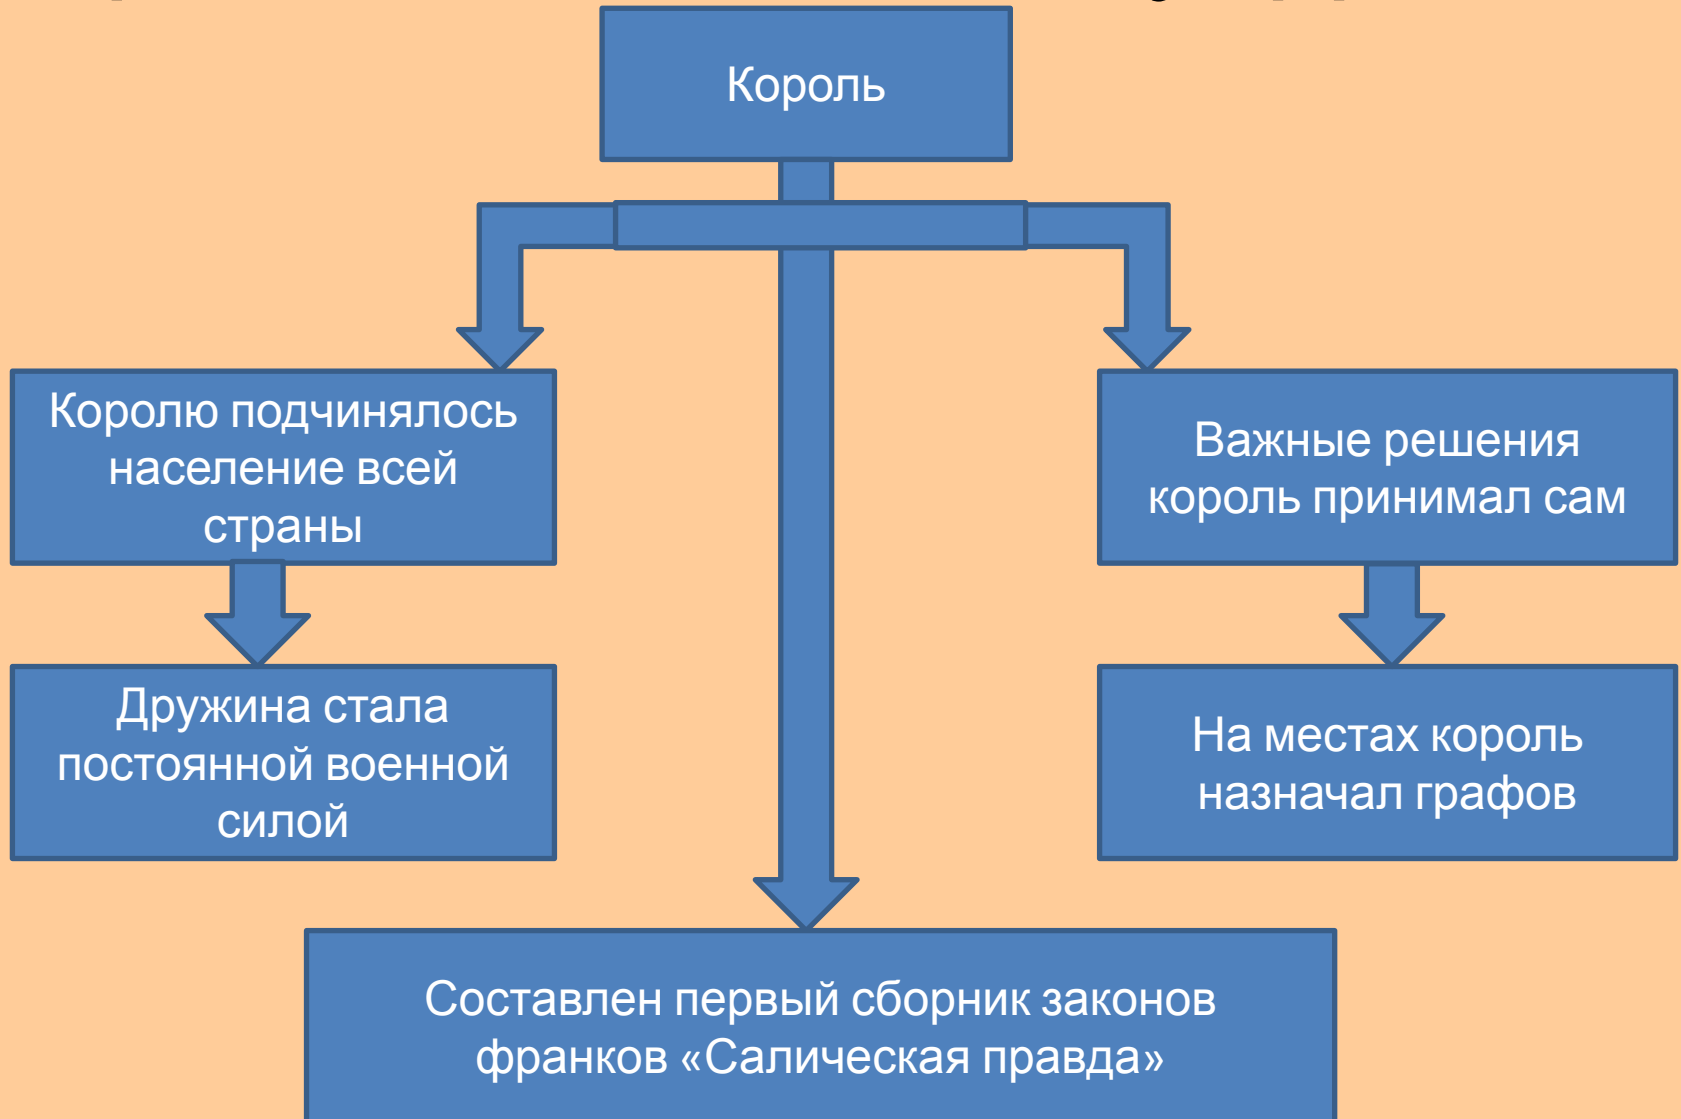 Король
Королю подчинялось
население всей
страны
Важные решения
король принимал сам
Дружина стала
постоянной военной
силой
На местах король
назначал графов
Составлен первый сборник законов
франков «Салическая правда»